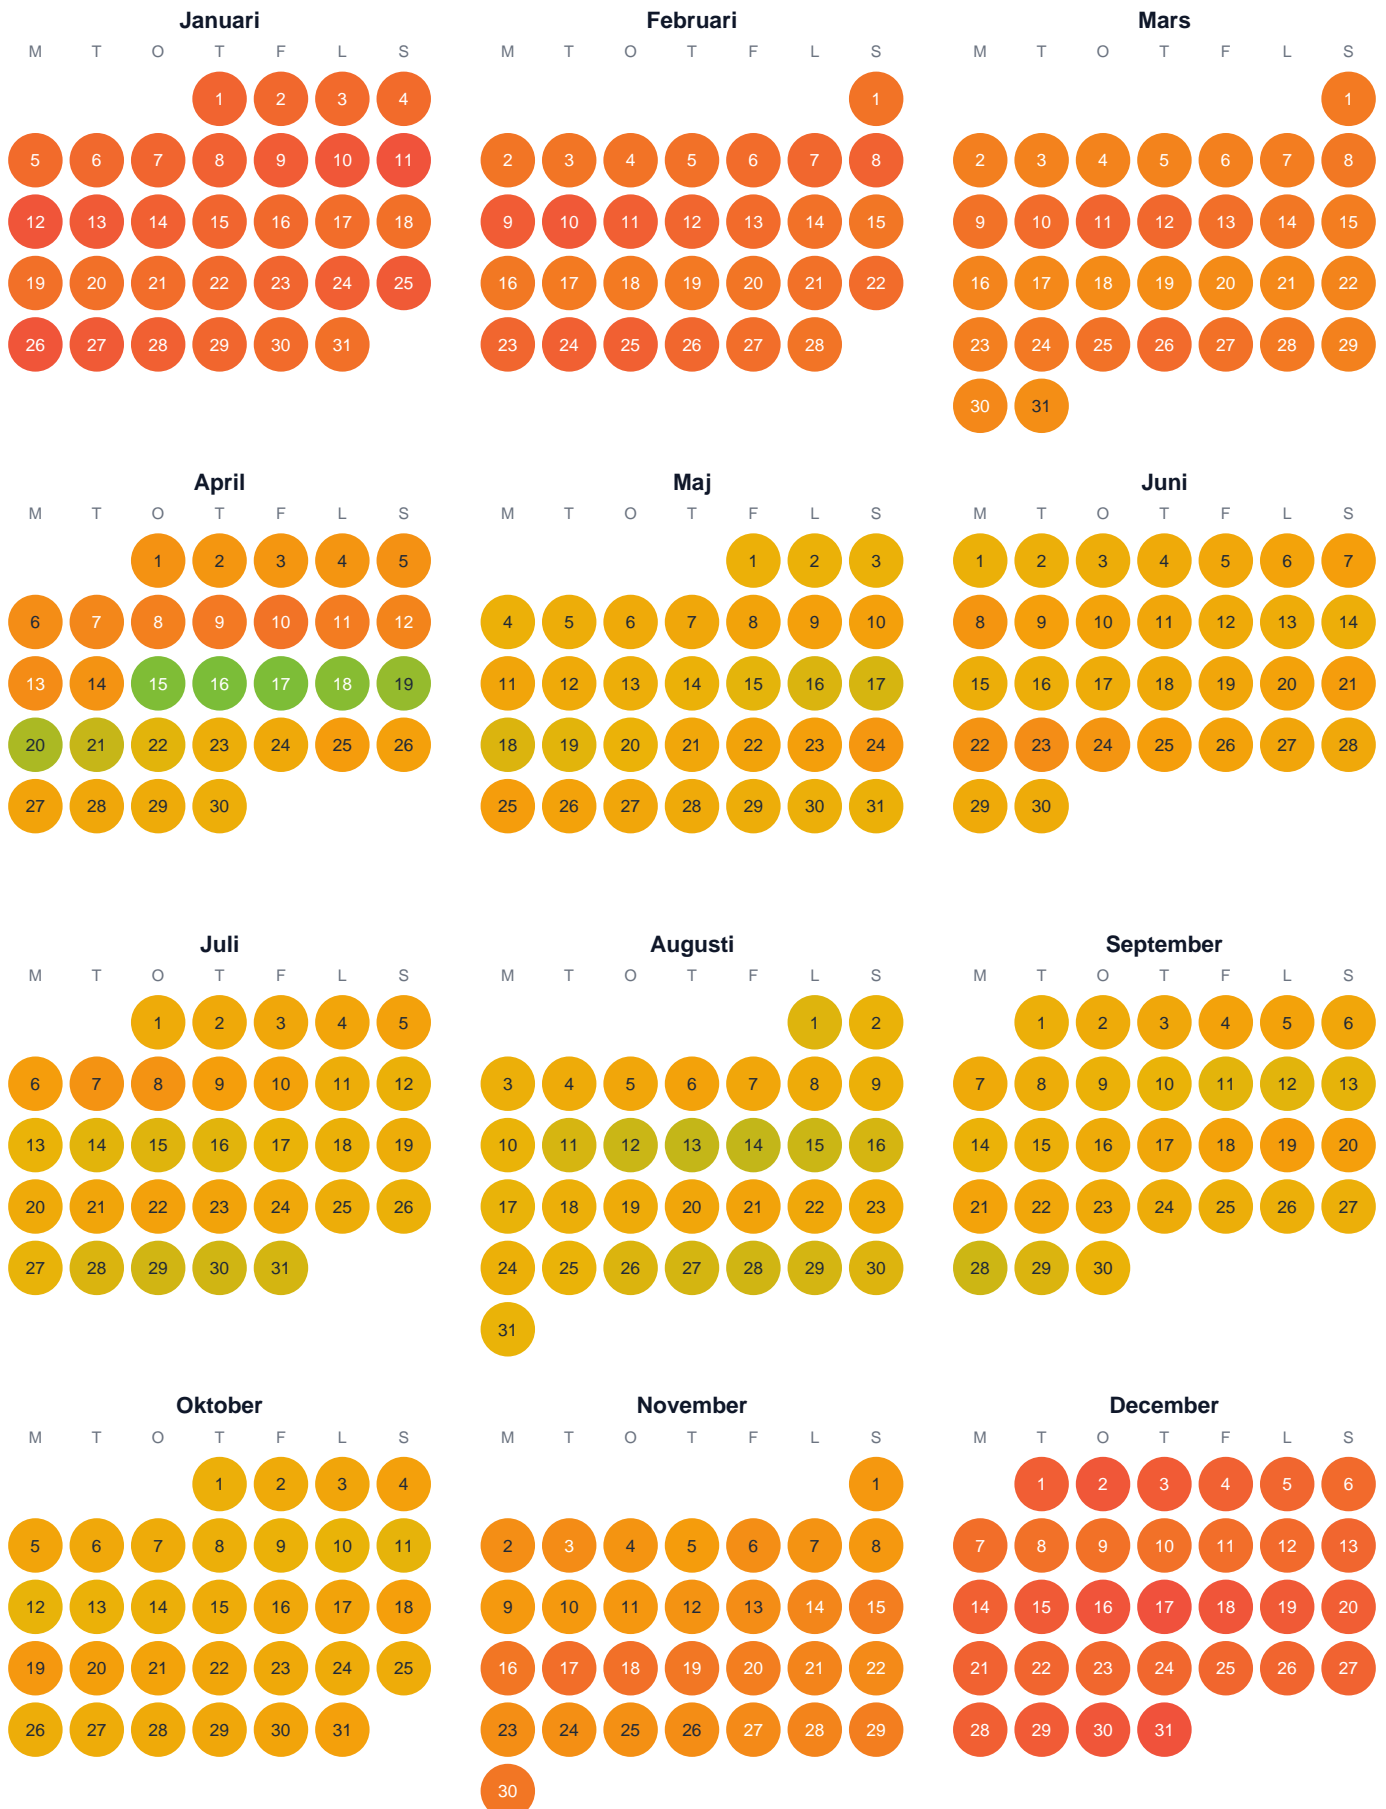 Januari Februari Mars
M T O T F L S M T O T F L S M T O T F L S
1 2 3 4 1 1
5 6 7 8 9 10 11 2 3 4 5 6 7 8 2 3 4 5 6 7 8
12 13 14 15 16 17 18 9 10 11 12 13 14 15 9 10 11 12 13 14 15
19 20 21 22 23 24 25 16 17 18 19 20 21 22 16 17 18 19 20 21 22
26 27 28 29 30 31 23 24 25 26 27 28 23 24 25 26 27 28 29
30 31
April Maj Juni
M T O T F L S M T O T F L S M T O T F L S
1 2 3 4 5 1 2 3 1 2 3 4 5 6 7
6 7 8 9 10 11 12 4 5 6 7 8 9 10 8 9 10 11 12 13 14
13 14 15 16 17 18 19 11 12 13 14 15 16 17 15 16 17 18 19 20 21
20 21 22 23 24 25 26 18 19 20 21 22 23 24 22 23 24 25 26 27 28
27 28 29 30 25 26 27 28 29 30 31 29 30
Juli Augusti September
M T O T F L S M T O T F L S M T O T F L S
1 2 3 4 5 1 2 1 2 3 4 5 6
6 7 8 9 10 11 12 3 4 5 6 7 8 9 7 8 9 10 11 12 13
13 14 15 16 17 18 19 10 11 12 13 14 15 16 14 15 16 17 18 19 20
20 21 22 23 24 25 26 17 18 19 20 21 22 23 21 22 23 24 25 26 27
27 28 29 30 31 24 25 26 27 28 29 30 28 29 30
31
Oktober November December
M T O T F L S M T O T F L S M T O T F L S
1 2 3 4 1 1 2 3 4 5 6
5 6 7 8 9 10 11 2 3 4 5 6 7 8 7 8 9 10 11 12 13
12 13 14 15 16 17 18 9 10 11 12 13 14 15 14 15 16 17 18 19 20
19 20 21 22 23 24 25 16 17 18 19 20 21 22 21 22 23 24 25 26 27
26 27 28 29 30 31 23 24 25 26 27 28 29 28 29 30 31
30